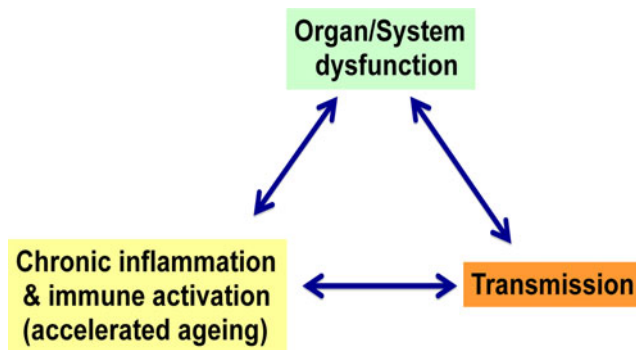 Organ/System
dysfunction
Chronic inflammation
& immune activation
(accelerated ageing)
Transmission